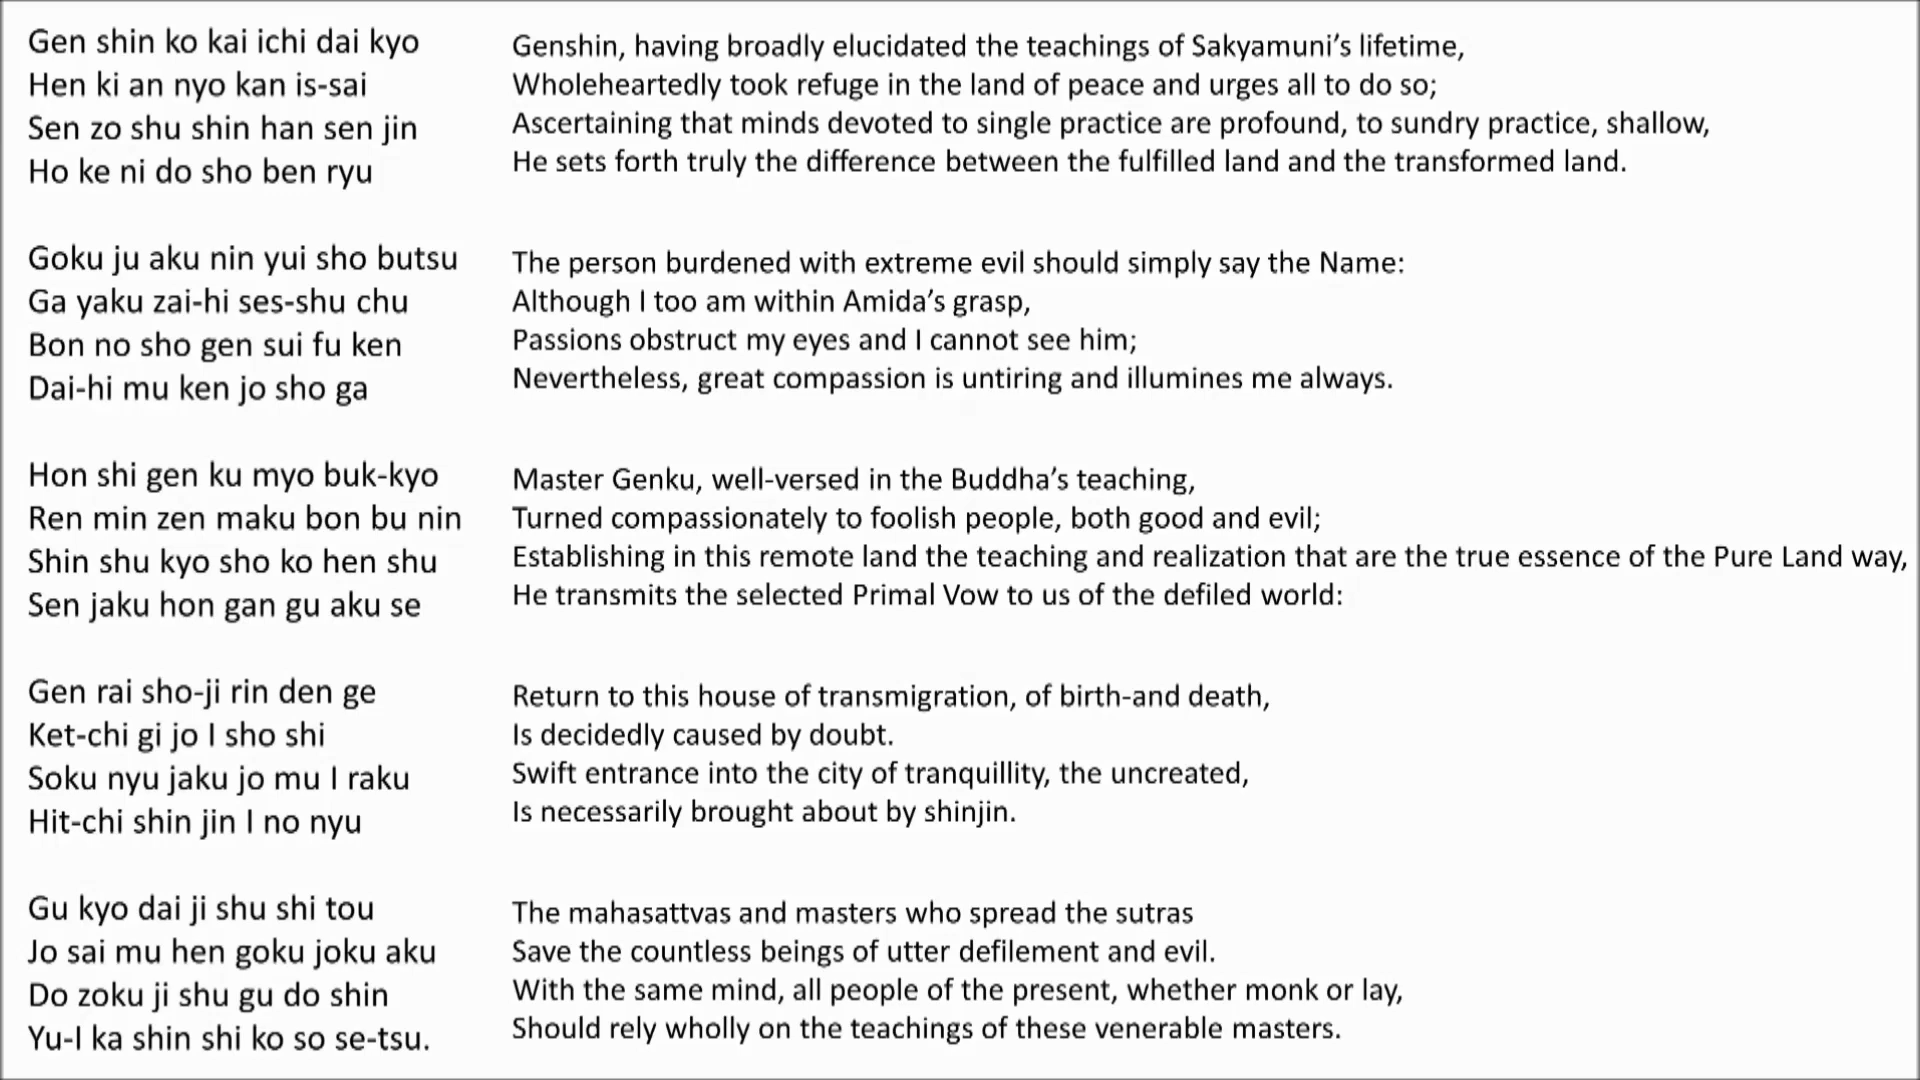 Gen shin ko kai ichi dai kyo
Hen ki an nyo kan is-sai
Sen zo shu shin han sen jin
Ho ke ni do sho ben ryu
Genshin, having broadly elucidated the teachings of Sakyamuni’s lifetime,
Wholeheartedly took refuge in the land of peace and urges all to do so;
Ascertaining that minds devoted to single practice are profound, to sundry practice, shallow,
He sets forth truly the difference between the fulfilled land and the transformed land.
Goku ju aku nin yui sho butsu
Ga yaku zai-hi ses-shu chu
Bon no sho gen sui fu ken
Dai-hi mu ken jo sho ga
The person burdened with extreme evil should simply say the Name:
Although I too am within Amida’s grasp,
Passions obstruct my eyes and I cannot see him;
Nevertheless, great compassion is untiring and illumines me always.
Hon shi gen ku myo buk-kyo
Ren min zen maku bon bu nin
Shin shu kyo sho ko hen shu
Sen jaku hon gan gu aku se
Master Genku, well-versed in the Buddha’s teaching,
Turned compassionately to foolish people, both good and evil;
Establishing in this remote land the teaching and realization that are the true essence of the Pure Land way,
He transmits the selected Primal Vow to us of the defiled world:
Gen rai sho-ji rin den ge
Ket-chi gi jo I sho shi
Soku nyu jaku jo mu I raku
Hit-chi shin jin I no nyu
Return to this house of transmigration, of birth-and death,
Is decidedly caused by doubt.
Swift entrance into the city of tranquillity, the uncreated,
Is necessarily brought about by shinjin.
Gu kyo dai ji shu shi tou
Jo sai mu hen goku joku aku
Do zoku ji shu gu do shin
Yu-I ka shin shi ko so se-tsu.
The mahasattvas and masters who spread the sutras
Save the countless beings of utter defilement and evil.
With the same mind, all people of the present, whether monk or lay,
Should rely wholly on the teachings of these venerable masters.